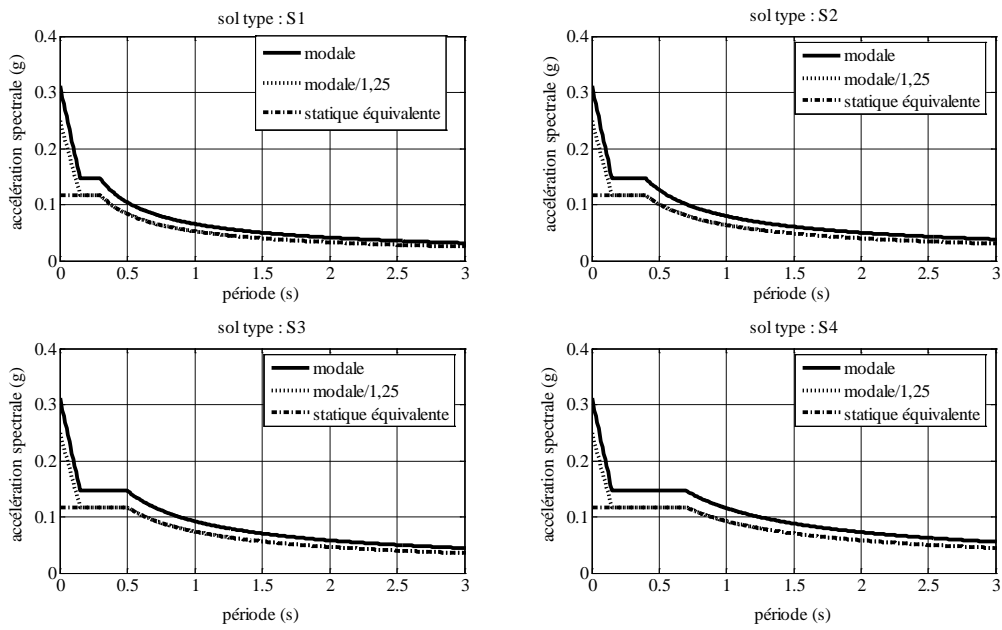 sol type : S1
0.4
0.3
0.2
0.1
0
accélération spectrale (g)
modale
modale/1,25
statique équivalente
0 0.5 1 1.5 2 2.5 3
période (s)
sol type : S2
0.4
0.3
0.2
0.1
0
accélération spectrale (g)
modale
modale/1,25
statique équivalente
0 0.5 1 1.5 2 2.5 3
période (s)
sol type : S3
0.4
0.3
0.2
0.1
0
accélération spectrale (g)
modale
modale/1,25
statique équivalente
0 0.5 1 1.5 2 2.5 3
période (s)
sol type : S4
0.4
0.3
0.2
0.1
0
accélération spectrale (g)
modale
modale/1,25
statique équivalente
0 0.5 1 1.5 2 2.5 3
période (s)